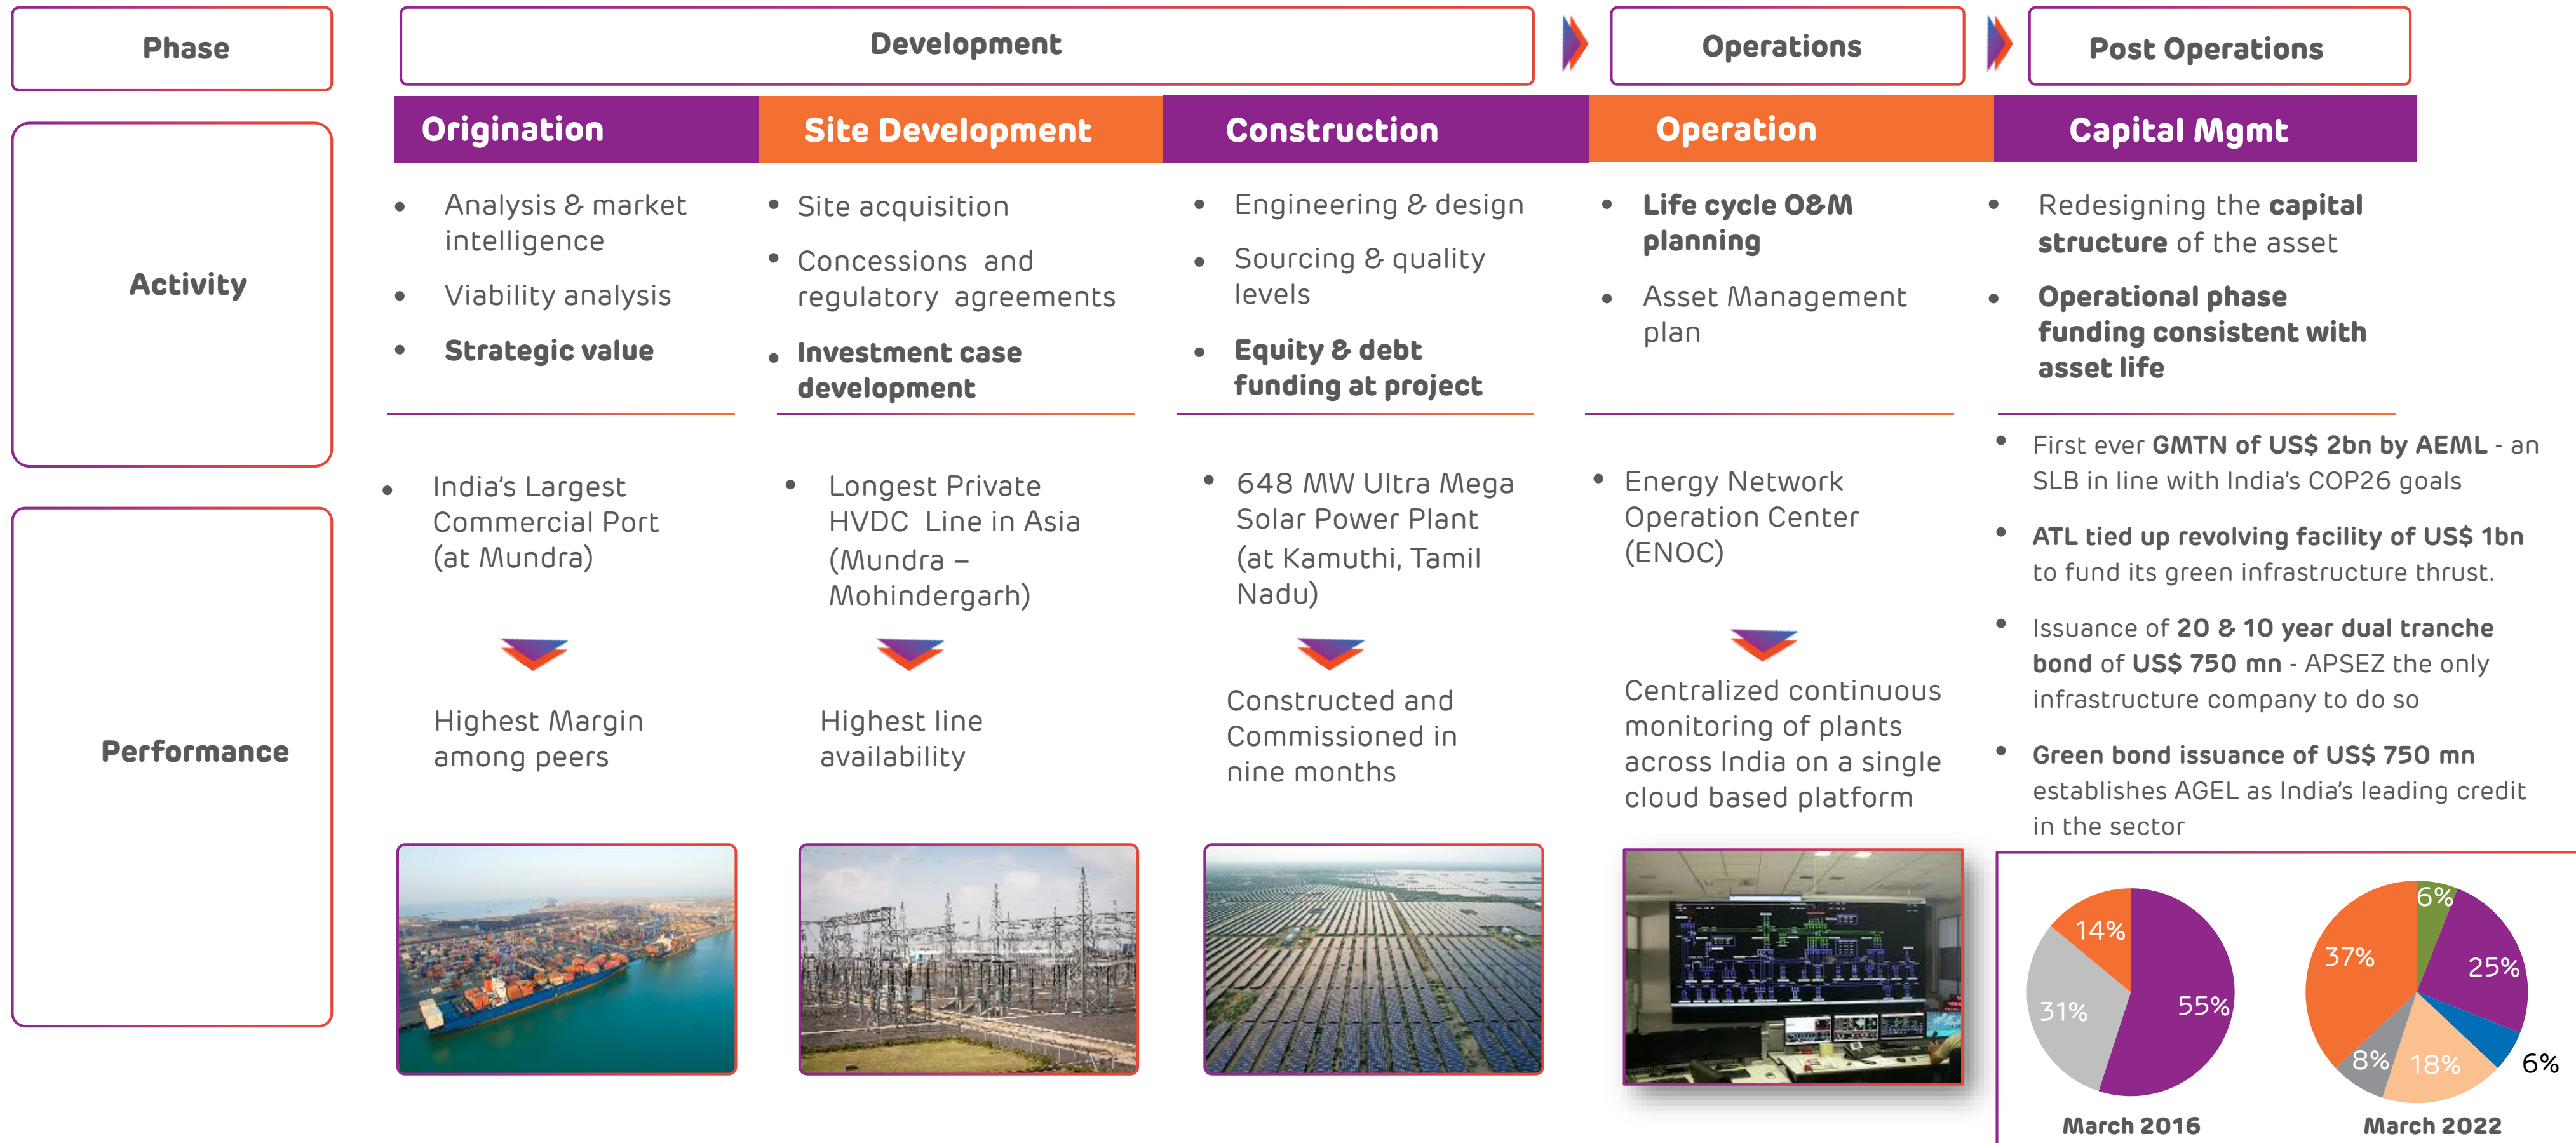 Phase
Development
Operations
Post Operations
Activity
Origination
Site Development
Construction
Operation
Capital Mgmt
• Analysis & market
intelligence
• Viability analysis
• Strategic value
• Site acquisition
• Concessions and
regulatory agreements
• Investment case
development
• Engineering & design
• Sourcing & quality
levels
• Equity & debt
funding at project
• Life cycle O&M
planning
• Asset Management
plan
• Redesigning the capital
structure of the asset
• Operational phase
funding consistent with
asset life
Performance
• India's Largest
Commercial Port
(at Mundra)
Highest Margin
among peers
• Longest Private
HVDC Line in Asia
(Mundra –
Mohindergarh)
Highest line
availability
• 648 MW Ultra Mega
Solar Power Plant
(at Kamuthi, Tamil
Nadu)
Constructed and
Commissioned in
nine months
• Energy Network
Operation Center
(ENOC)
Centralized continuous
monitoring of plants
across India on a single
cloud based platform
• First ever GMTN of US$ 2bn by AEML - an
SLB in line with India's COP26 goals
• ATL tied up revolving facility of US$ 1bn
to fund its green infrastructure thrust.
• Issuance of 20 & 10 year dual tranche
bond of US$ 750 mn - APSEZ the only
infrastructure company to do so
• Green bond issuance of US$ 750 mn
establishes AGEL as India's leading credit
in the sector
14%
31%
55%
March 2016
6%
37%
25%
8%
18%
6%
March 2022